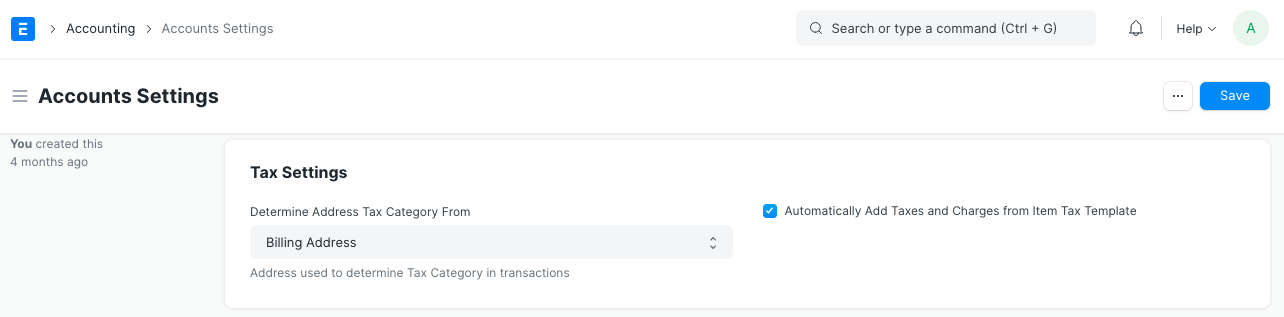 E Accounting Accounts Settings Search or type a command (Ctrl + G) Help A
Accounts Settings ... Save
You created this
4 months ago
Tax Settings
Determine Address Tax Category From
Automatically Add Taxes and Charges from Item Tax Template
Billing Address
Address used to determine Tax Category in transactions